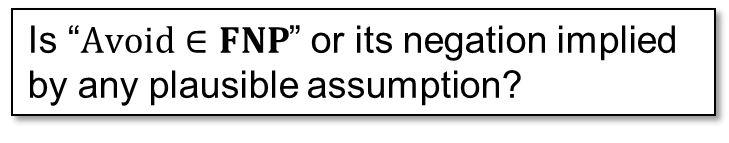 Is “Avoid ∈ FNP” or its negation implied
by any plausible assumption?